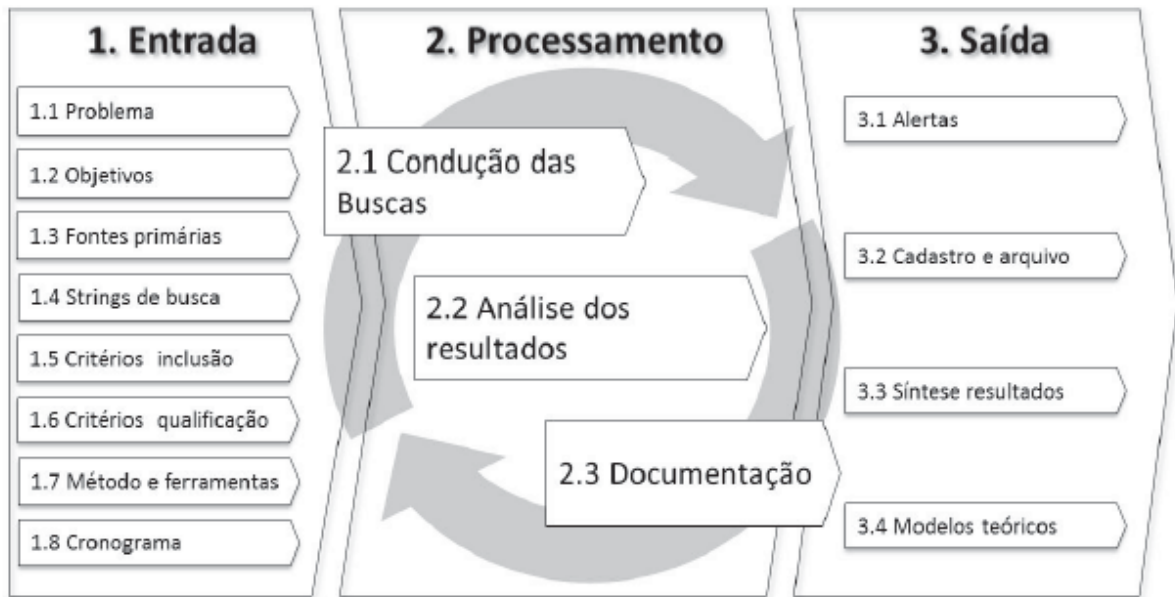 1. Entrada
1.1 Problema
1.2 Objetivos
1.3 Fontes primárias
1.4 Strings de busca
1.5 Critérios inclusão
1.6 Critérios qualificação
1.7 Método e ferramentas
1.8 Cronograma
2. Processamento
2.1 Condução das
Buscas
2.2 Análise dos
resultados
2.3 Documentação
3. Saída
3.1 Alertas
3.2 Cadastro e arquivo
3.3 Síntese resultados
3.4 Modelos teóricos